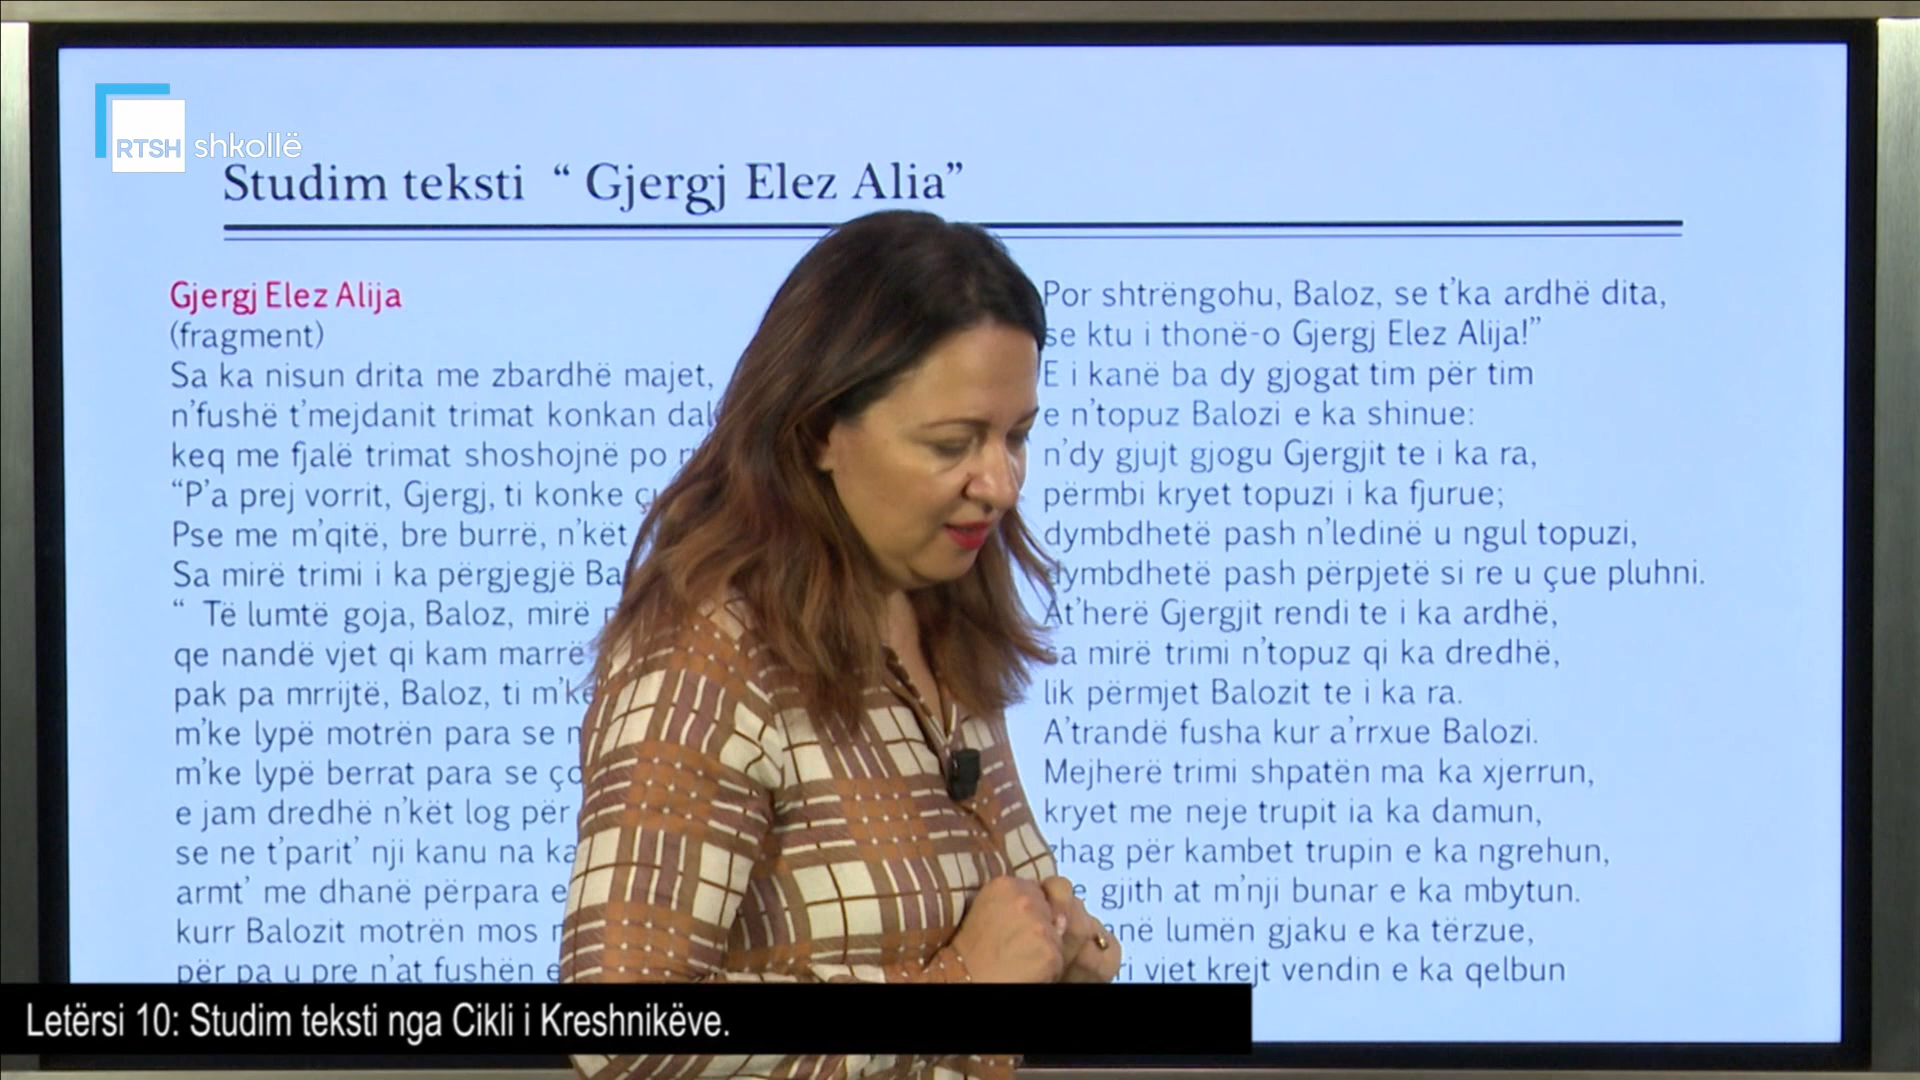 RTSH shkollë
Studim teksti “ Gjergj Elez Alia”
Gjergj Elez Alija
(fragment)
Sa ka nisun drita me zbardhë majet,
n’fushë t’mejdanit trimat konkan
keq me fjalë trimat shoshojnë po
“P’a prej vorrit, Gjergj, ti konke
Pse me m’qitë, bre burrë, n’kët
Sa mirë trimi i ka përgjegjë
“ Të lumtë goja, Baloz, mirë
qe nandë vjet qi kam marrë
pak pa mrrijtë, Baloz, ti
m’ke lypë motrën para se
m’ke lypë berrat para se
e jam dredhë n’kët log për
se ne t’parit’ nji kanu na
armt’ me dhanë përpara
kurr Balozit motrën mos
për pa u pre n’at fushën
Por shtrëngohu, Baloz, se t’ka ardhë dita,
se ktu i thonë-o Gjergj Elez Alija!”
E i kanë ba dy gjogat tim për tim
e n’topuz Balozi e ka shinue:
n’dy gjujt gjogu Gjergjit te i ka ra,
përmbi kryet topuzi i ka fjurue;
dymbdhetë pash n’ledinë u ngul topuzi,
dymbdhetë pash përpjetë si re u çue pluhni.
At’herë Gjergjit rendi te i ka ardhë,
sa mirë trimi n’topuz qi ka dredhë,
lik përmjet Balozit te i ka ra.
A’trandë fusha kur a’rrxue Balozi.
Mejherë trimi shpatën ma ka xjerrun,
kryet me neje trupit ia ka damun,
zhag për kambet trupin e ka ngrehun,
gjith at m’nji bunar e ka mbytun.
lumën gjaku e ka tërzue,
vjet krejt vendin e ka qelbun
Letërsi 10: Studim teksti nga Cikli i Kreshnikëve.